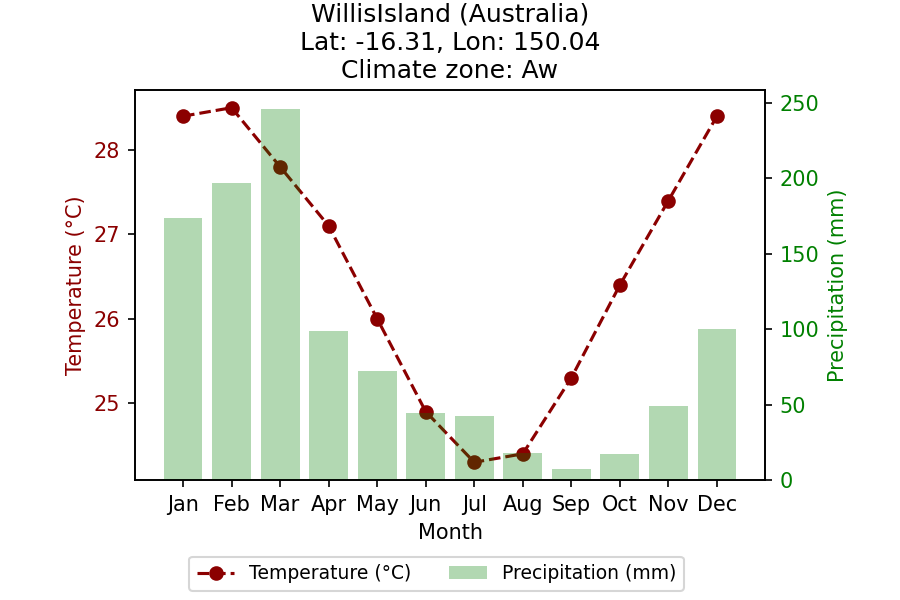 WillisIsland (Australia)
Lat: -16.31, Lon: 150.04
Climate zone: Aw
Temperature (°C)
28
27
26
25
250
200
150
100
50
0
Precipitation (mm)
Jan Feb Mar Apr May Jun Jul Aug Sep Oct Nov Dec
Month
Temperature (°C) Precipitation (mm)